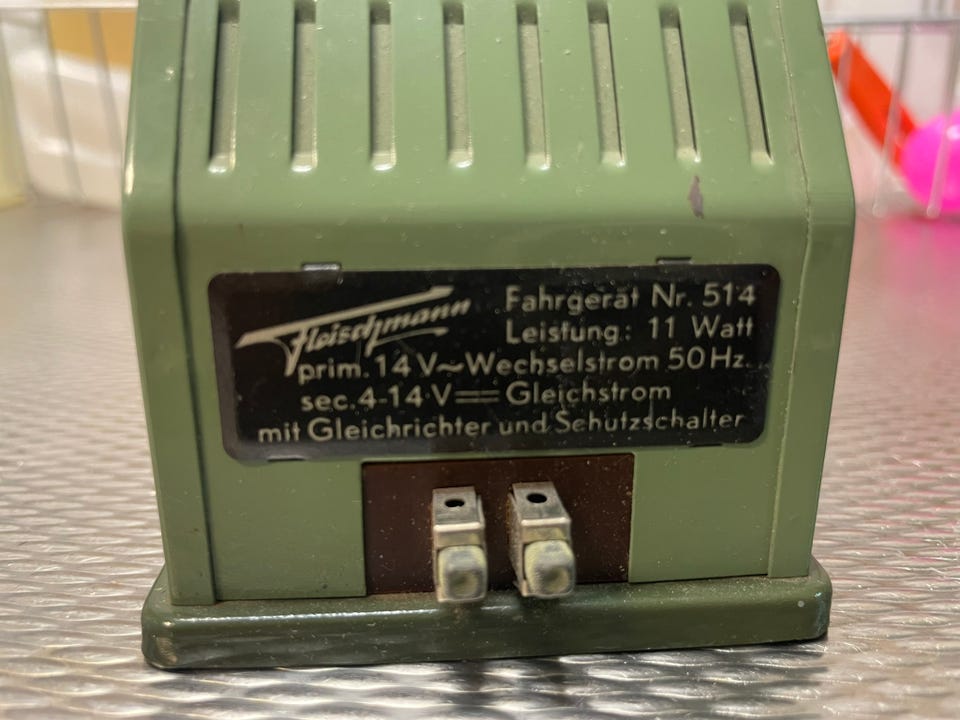 Fleischmann
Fahrgerät Nr. 514
Leistung: 11 Watt
prim. 14 V~Wechselstrom 50 Hz.
sec. 4-14 V == Gleichstrom
mit Gleichrichter und Schutzschalter